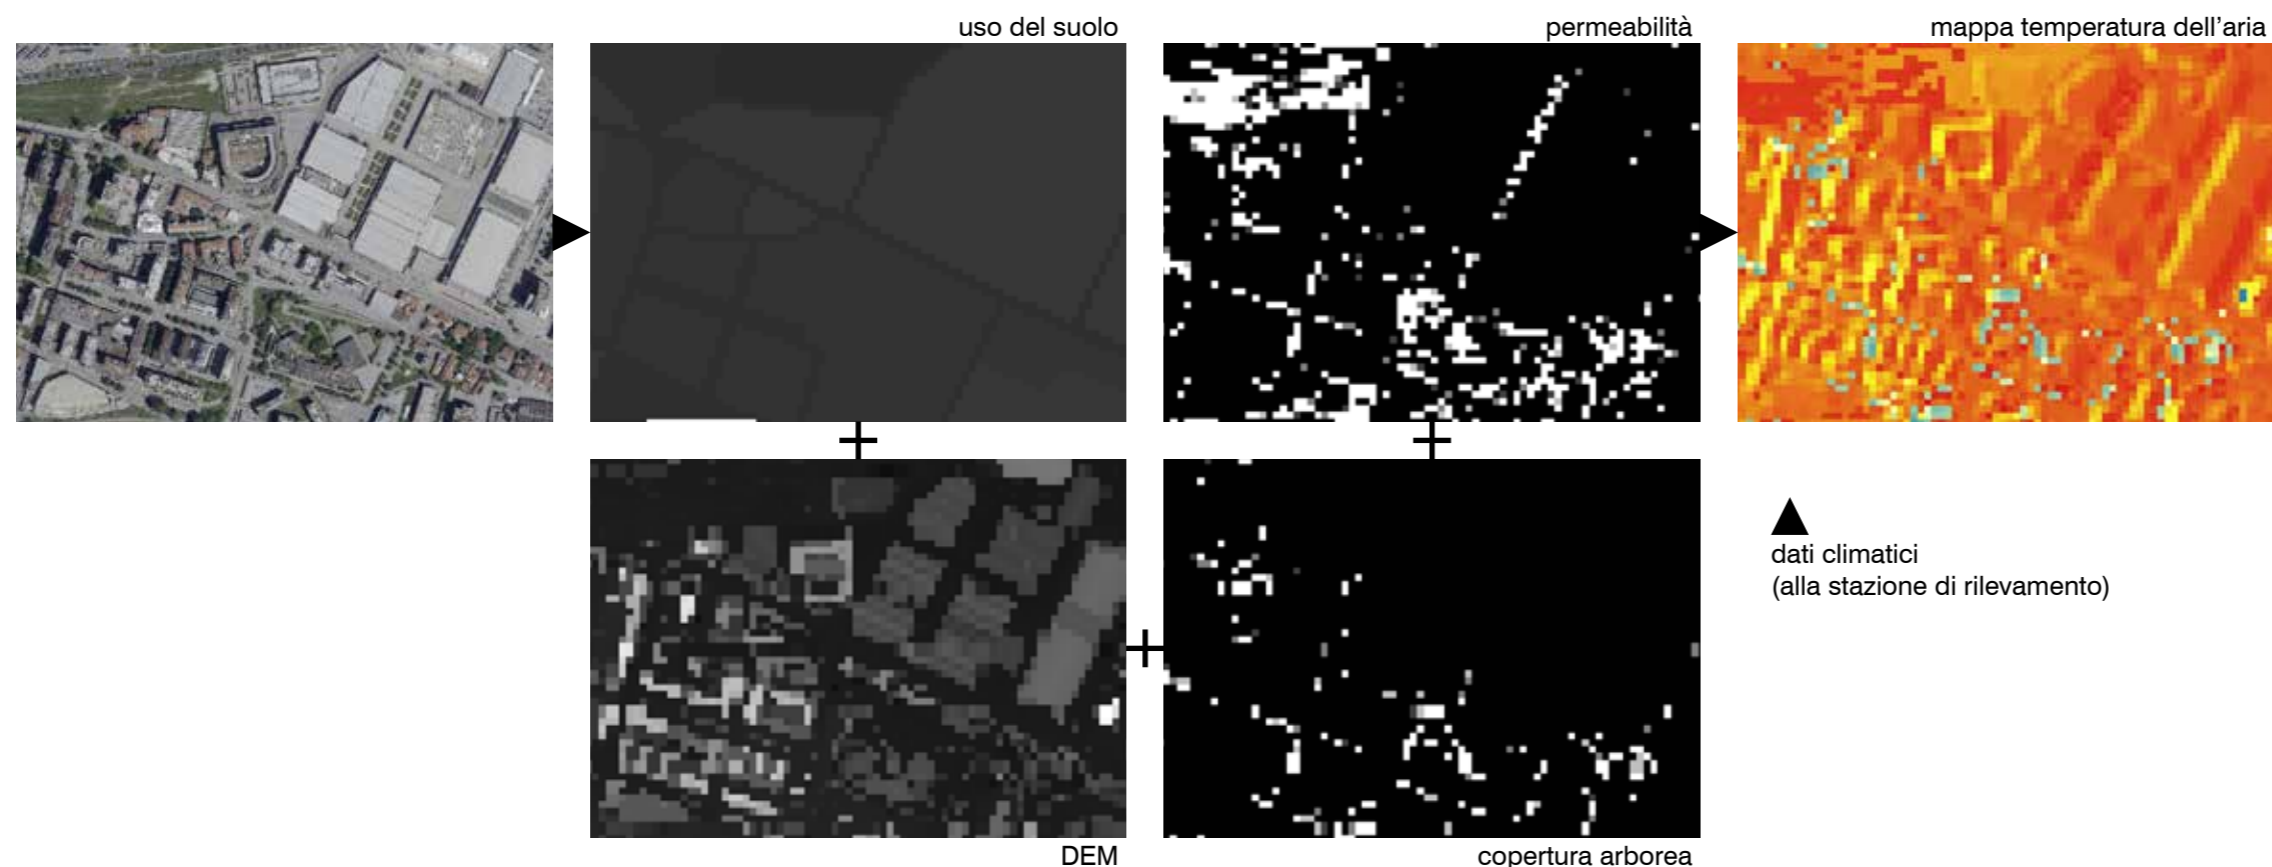 uso del suolo
permeabilità
mappa temperatura dell’aria
dati climatici
(alla stazione di rilevamento)
DEM
copertura arborea